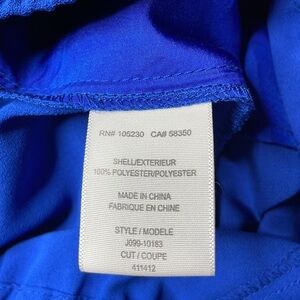 RN# 105230 CA# 58350
SHELL/EXTERIEUR
100% POLYESTER/POLYESTER
MADE IN CHINA
FABRIQUE EN CHINE
STYLE / MODELE
J099-10183
CUT / COUPE
411412